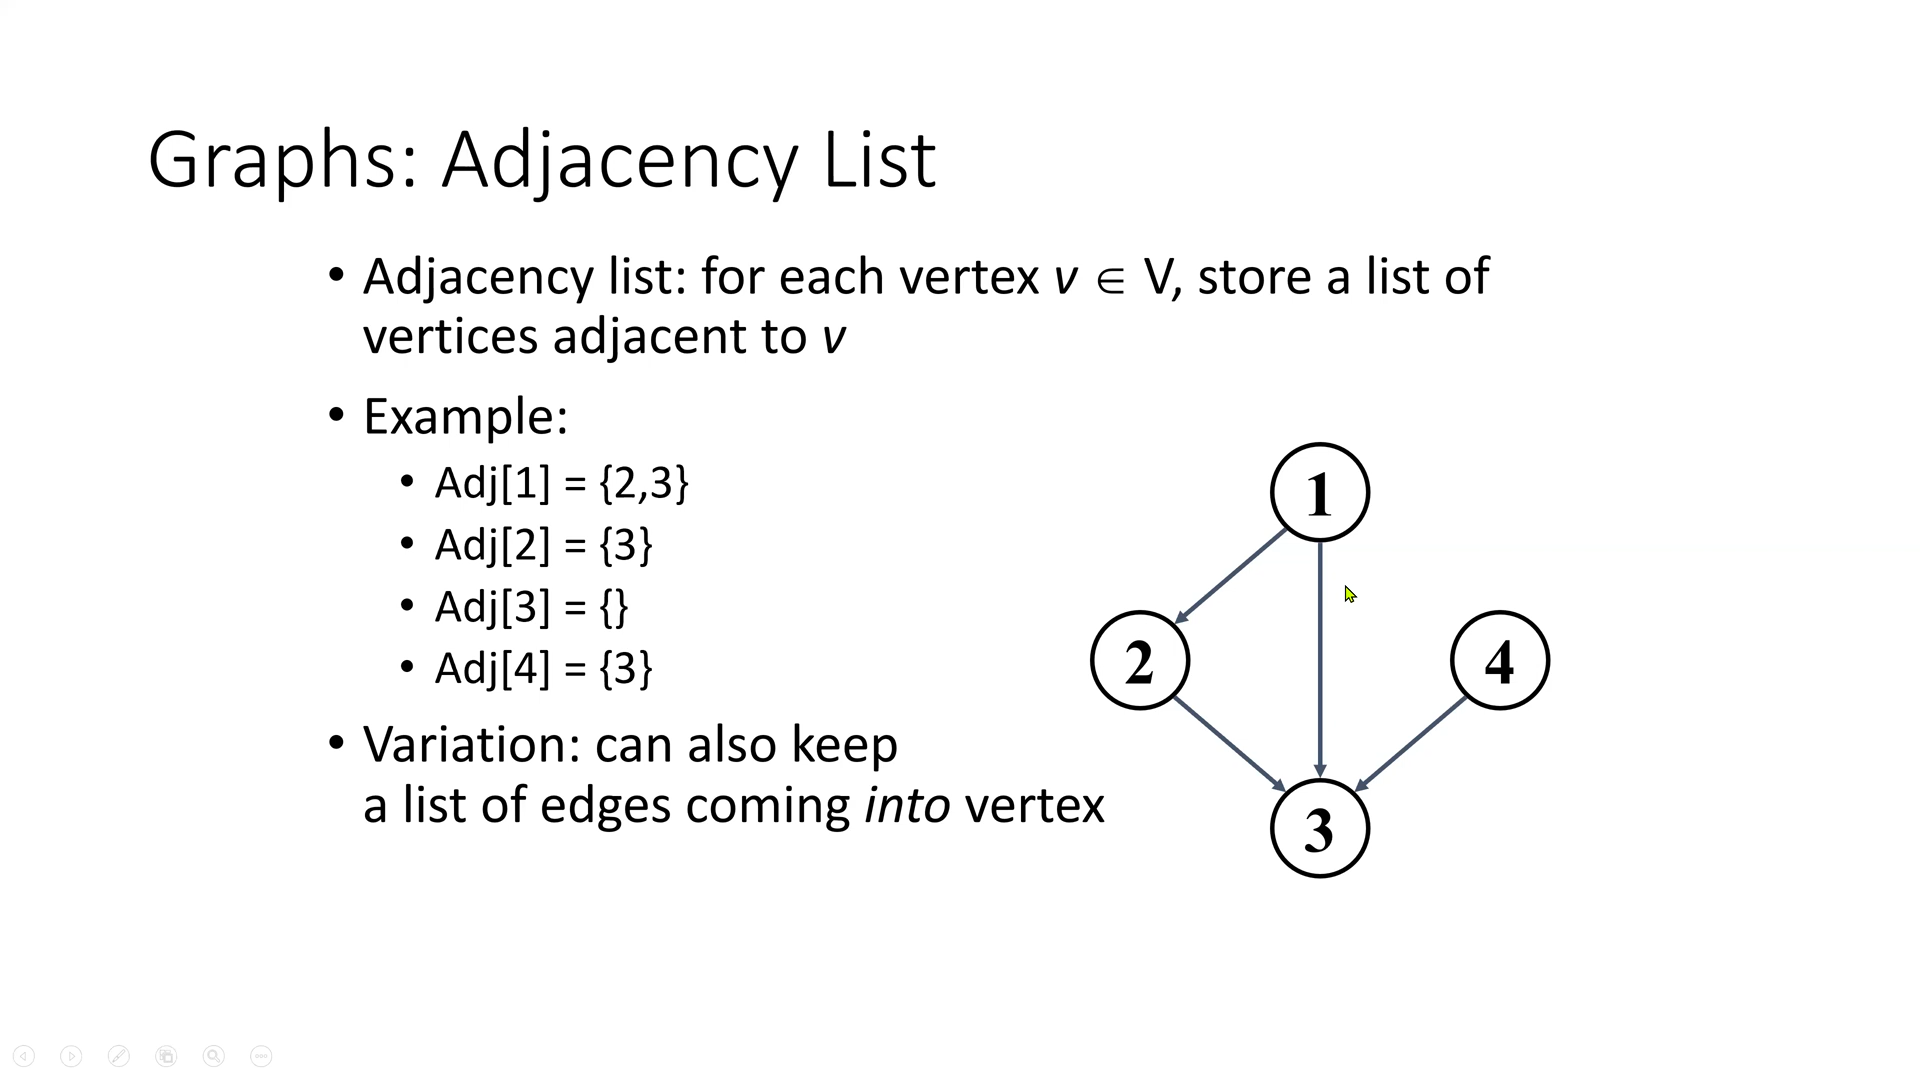 Graphs: Adjacency List
• Adjacency list: for each vertex v ∈ V, store a list of
vertices adjacent to v
• Example:
• Adj[1] = {2,3}
• Adj[2] = {3}
• Adj[3] = {}
• Adj[4] = {3}
• Variation: can also keep
a list of edges coming into vertex
1
2
4
3